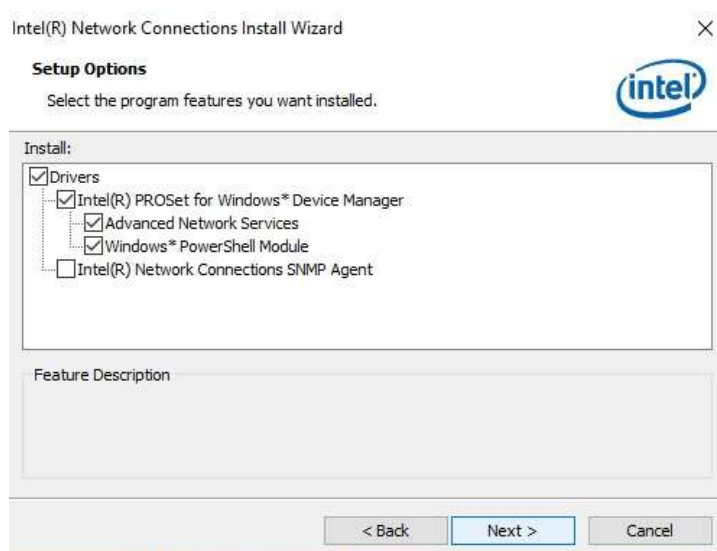 Intel(R) Network Connections Install Wizard
Setup Options
Select the program features you want installed.
intel
Install:
Drivers
Intel(R) PROSet for Windows* Device Manager
Advanced Network Services
Windows* PowerShell Module
Intel(R) Network Connections SNMP Agent
Feature Description
< Back Next > Cancel